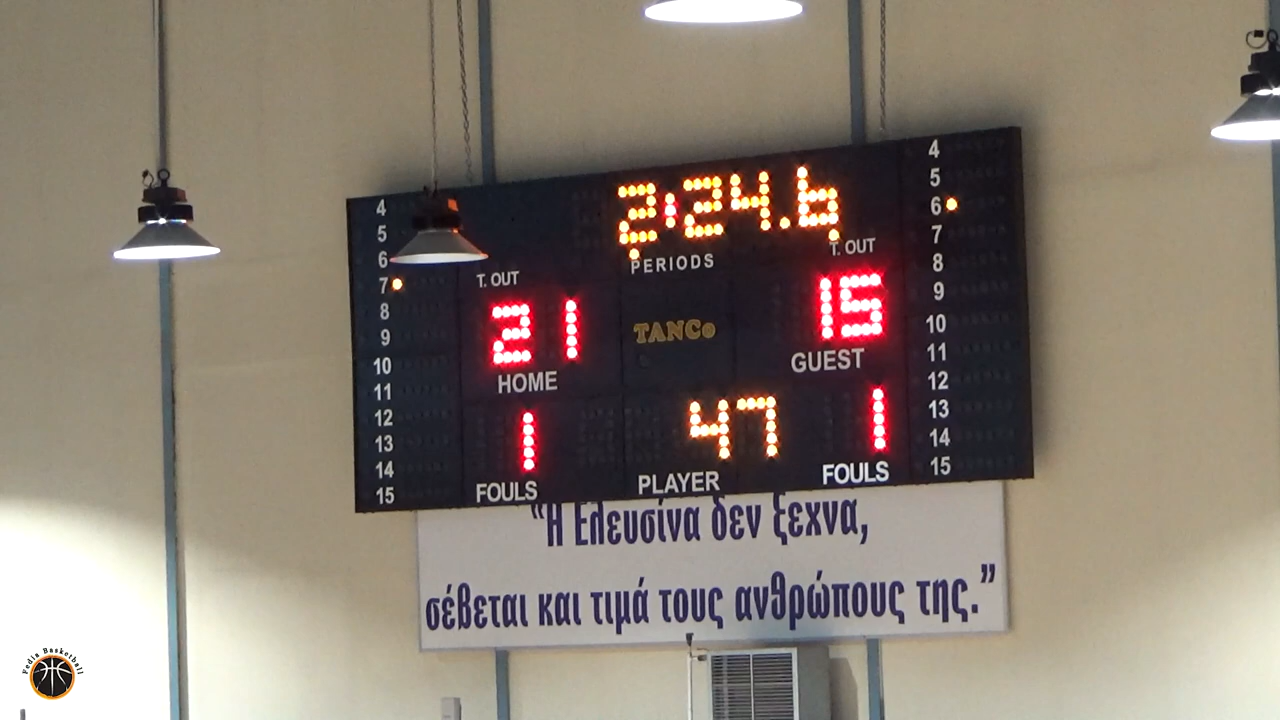 2:24.6
4
5
6
7
8
9
10
11
12
13
14
15
PERIODS
T. OUT
T. OUT
21
TANCo
15
HOME
GUEST
1
47
1
FOULS
PLAYER
FOULS
4
5
6
7
8
9
10
11
12
13
14
15
“Η Ελευσίνα δεν ξεχνα,
σέβεται και τιμά τους ανθρώπους της.”
Fedia Basketball